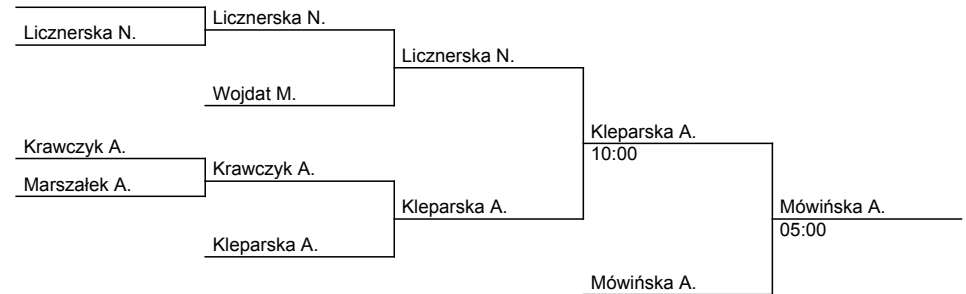 Licznerska N.
Licznerska N.
Licznerska N.
Wojdat M.
Kleparska A.
10:00
Krawczyk A.
Krawczyk A.
Marszałek A.
Kleparska A.
Mówińska A.
05:00
Kleparska A.
Mówińska A.